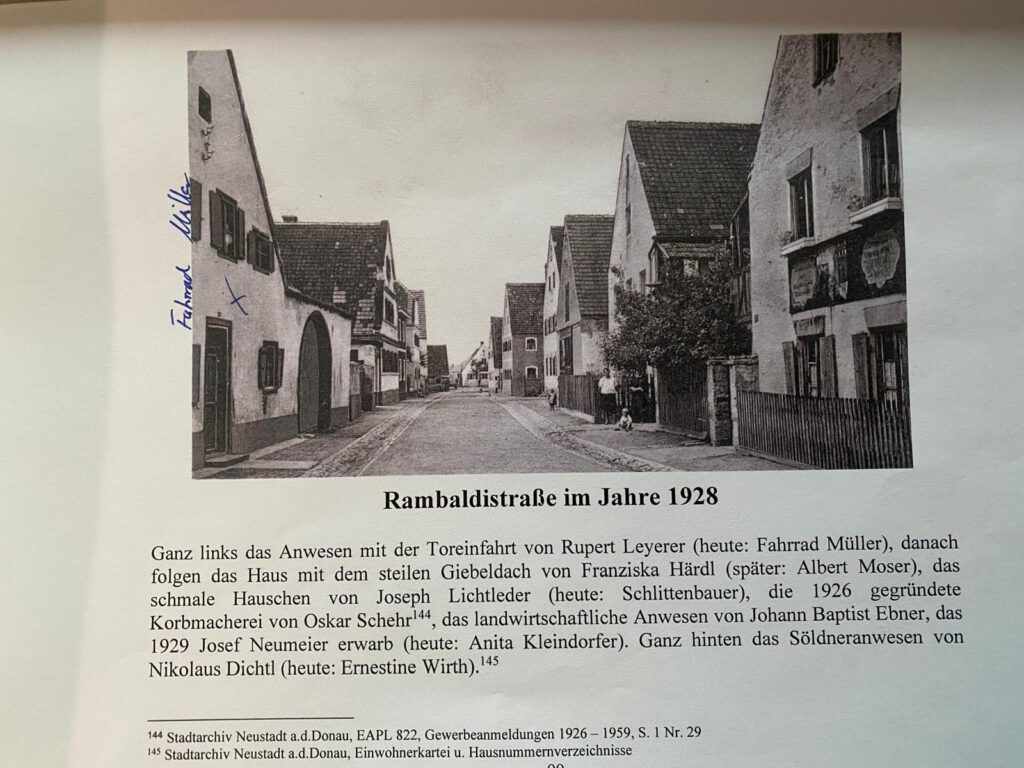 Fahrrad Müller
x
Rambaldistraße im Jahre 1928
Ganz links das Anwesen mit der Toreinfahrt von Rupert Leyerer (heute: Fahrrad Müller), danach
folgen das Haus mit dem steilen Giebeldach von Franziska Härdl (später: Albert Moser), das
schmale Hauschen von Joseph Lichtleder (heute: Schlittenbauer), die 1926 gegründete
Korbmacherei von Oskar Schehr¹⁴⁴, das landwirtschaftliche Anwesen von Johann Baptist Ebner, das
1929 Josef Neumeier erwarb (heute: Anita Kleindorfer). Ganz hinten das Söldneranwesen von
Nikolaus Dichtl (heute: Ernestine Wirth).¹⁴⁵
¹⁴⁴ Stadtarchiv Neustadt a.d.Donau, EAPL 822, Gewerbeanmeldungen 1926 – 1959, S. 1 Nr. 29
¹⁴⁵ Stadtarchiv Neustadt a.d.Donau, Einwohnerkartei u. Hausnummernverzeichnisse